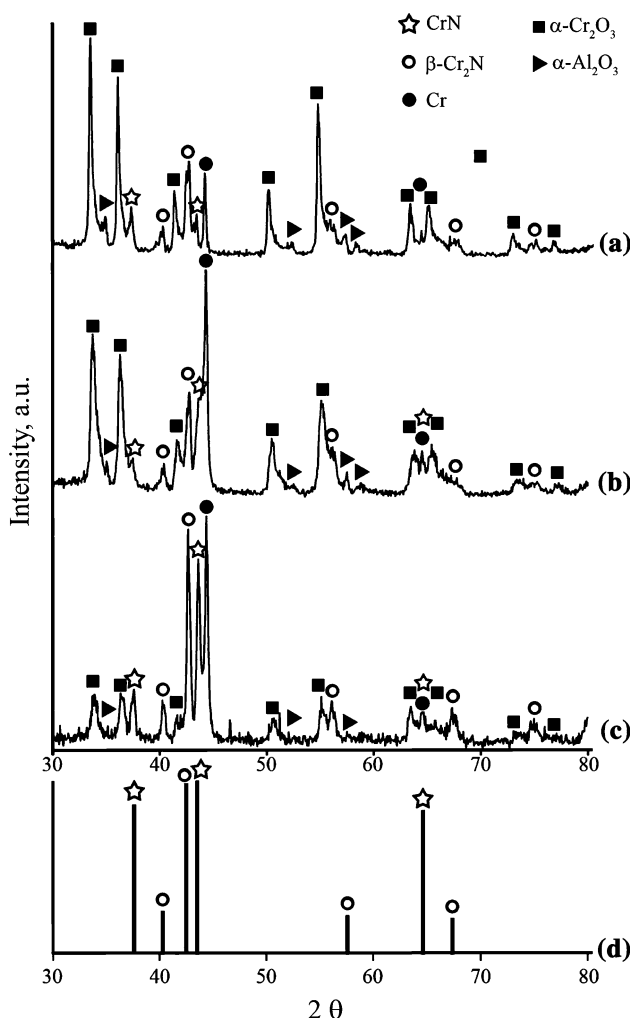 CrN
α-Cr₂O₃
β-Cr₂N
α-Al₂O₃
Cr
(a)
(b)
(c)
30 40 50 60 70 80
(d)
30 40 50 60 70 80
2 θ
Intensity, a.u.